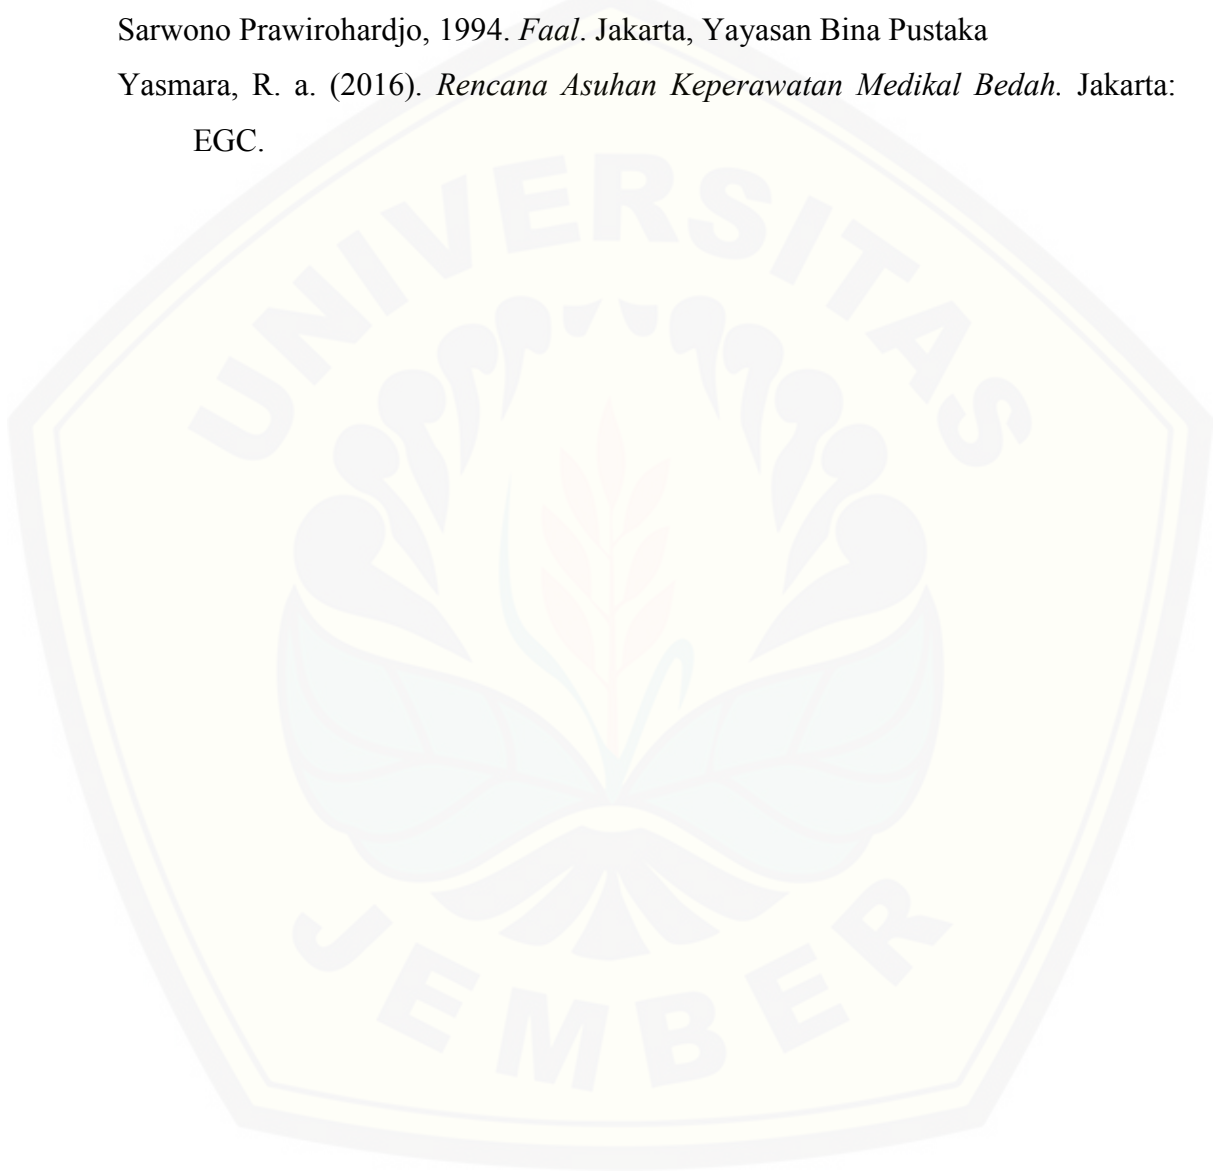 Sarwono Prawirohardjo, 1994. Faal. Jakarta, Yayasan Bina Pustaka
Yasmara, R. a. (2016). Rencana Asuhan Keperawatan Medikal Bedah. Jakarta:
EGC.
UNIVERSITAS
JEMBER